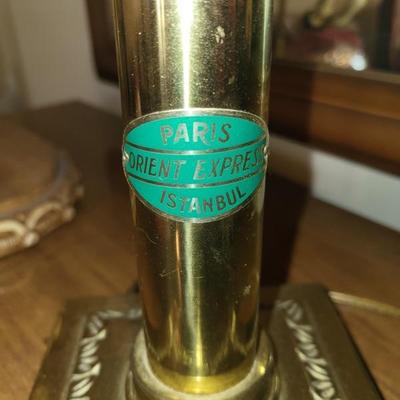 PARIS
ORIENT EXPRESS
ISTANBUL